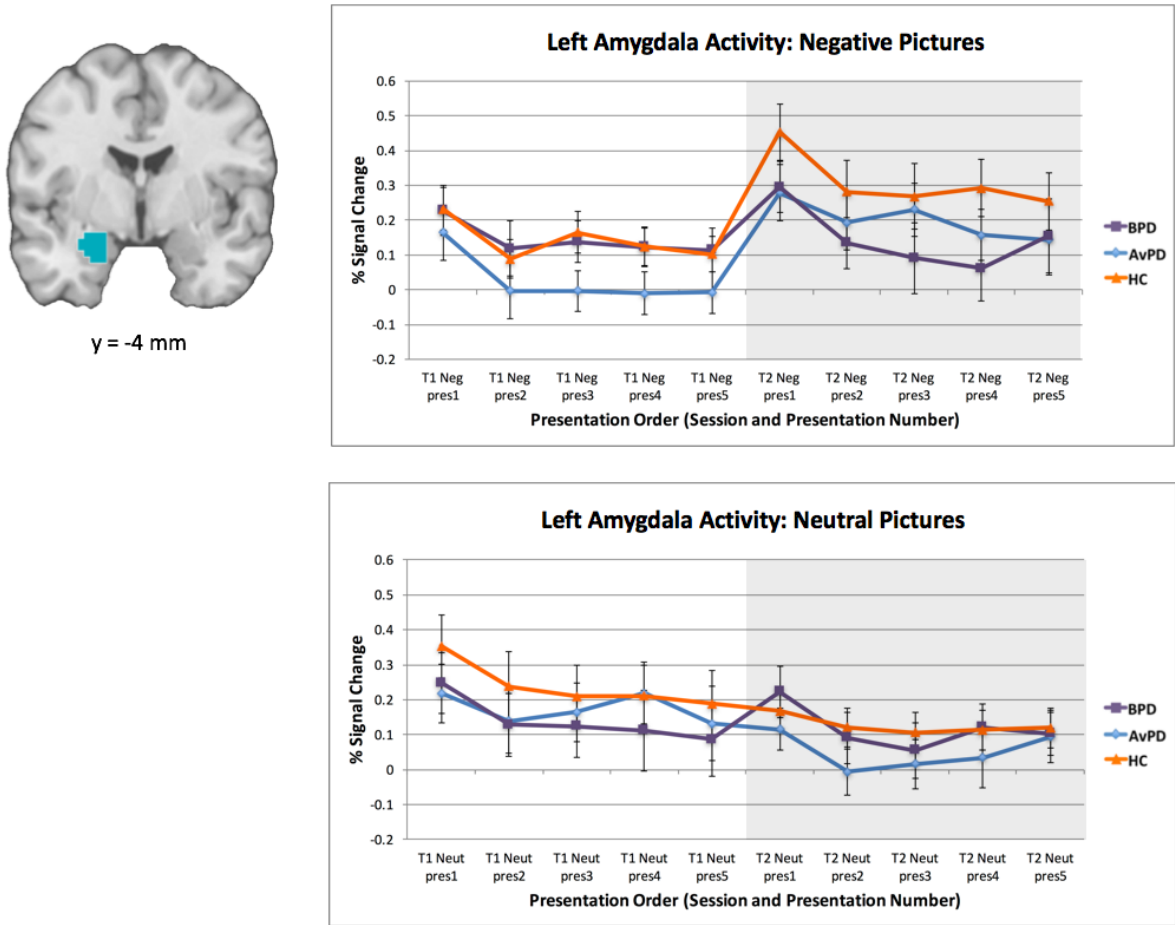 y = -4 mm
Left Amygdala Activity: Negative Pictures
% Signal Change
0.6
0.5
0.4
0.3
0.2
0.1
0
-0.1
-0.2
T1 Neg pres1
T1 Neg pres2
T1 Neg pres3
T1 Neg pres4
T1 Neg pres5
T2 Neg pres1
T2 Neg pres2
T2 Neg pres3
T2 Neg pres4
T2 Neg pres5
Presentation Order (Session and Presentation Number)
BPD
AvPD
HC
Left Amygdala Activity: Neutral Pictures
% Signal Change
0.6
0.5
0.4
0.3
0.2
0.1
0
-0.1
-0.2
T1 Neut pres1
T1 Neut pres2
T1 Neut pres3
T1 Neut pres4
T1 Neut pres5
T2 Neut pres1
T2 Neut pres2
T2 Neut pres3
T2 Neut pres4
T2 Neut pres5
Presentation Order (Session and Presentation Number)
BPD
AvPD
HC